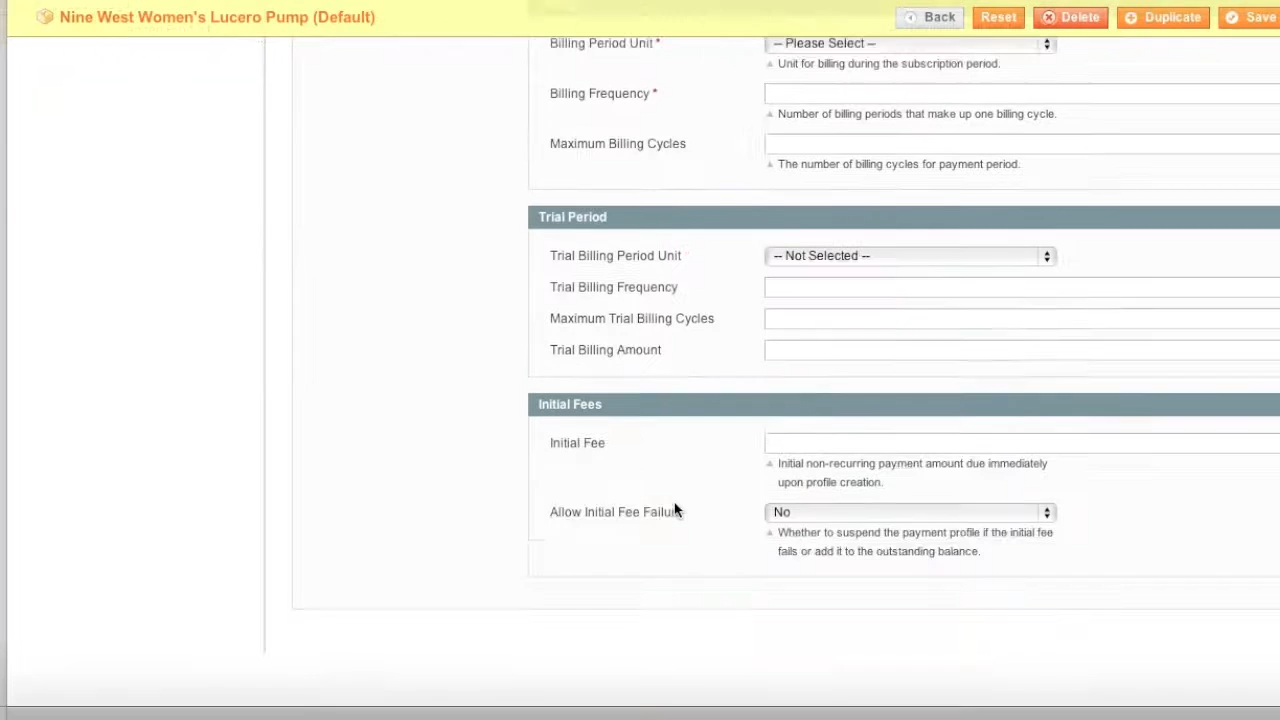 Nine West Women's Lucero Pump (Default)
Back
Reset
Delete
Duplicate
Save
Billing Period Unit *
-- Please Select --
Unit for billing during the subscription period.
Billing Frequency *
Number of billing periods that make up one billing cycle.
Maximum Billing Cycles
The number of billing cycles for payment period.
Trial Period
Trial Billing Period Unit
-- Not Selected --
Trial Billing Frequency
Maximum Trial Billing Cycles
Trial Billing Amount
Initial Fees
Initial Fee
Initial non-recurring payment amount due immediately
upon profile creation.
Allow Initial Fee Failure
No
Whether to suspend the payment profile if the initial fee
fails or add it to the outstanding balance.